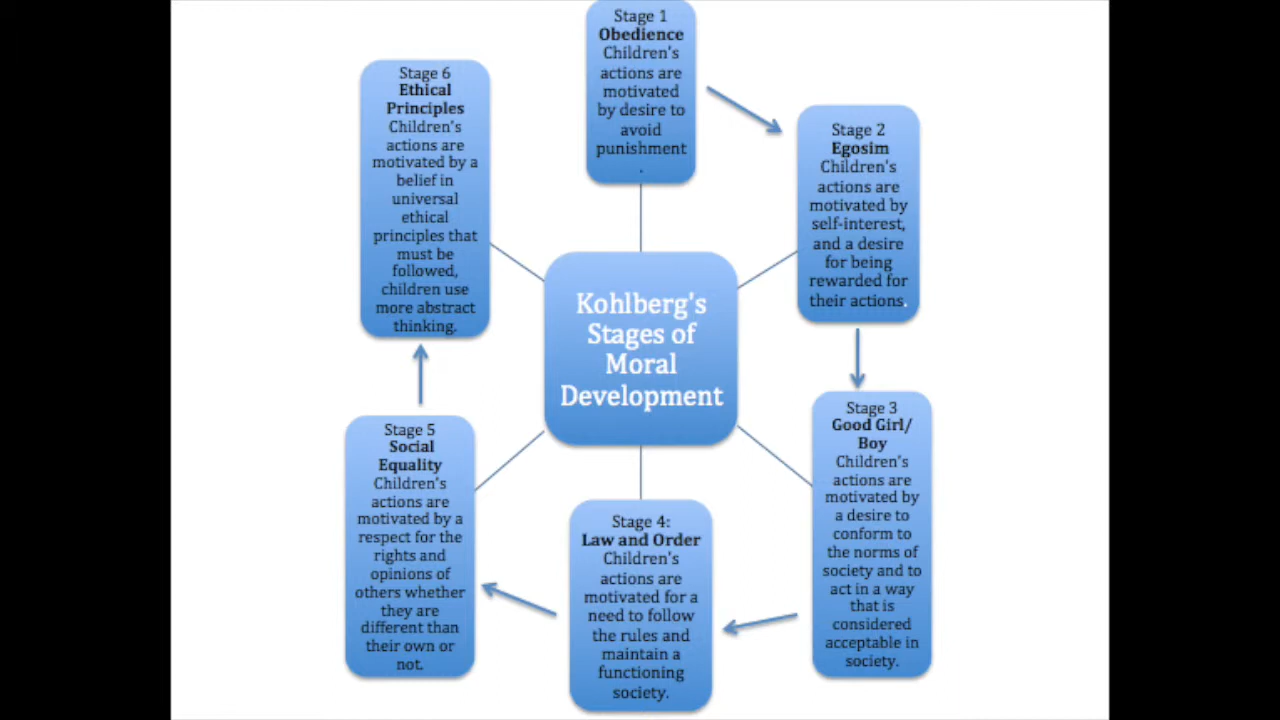 Stage 1
Obedience
Children's
actions are
motivated
by desire to
avoid
punishment
.
Stage 2
Egosim
Children's
actions are
motivated by
self-interest,
and a desire
for being
rewarded for
their actions.
Stage 3
Good Girl/
Boy
Children's
actions are
motivated by
a desire to
conform to
the norms of
society and to
act in a way
that is
considered
acceptable in
society.
Stage 4:
Law and Order
Children's
actions are
motivated for a
need to follow
the rules and
maintain a
functioning
society.
Stage 5
Social
Equality
Children's
actions are
motivated by a
respect for the
rights and
opinions of
others whether
they are
different than
their own or
not.
Stage 6
Ethical
Principles
Children's
actions are
motivated by a
belief in
universal
ethical
principles that
must be
followed,
children use
more abstract
thinking.
Kohlberg's
Stages of
Moral
Development